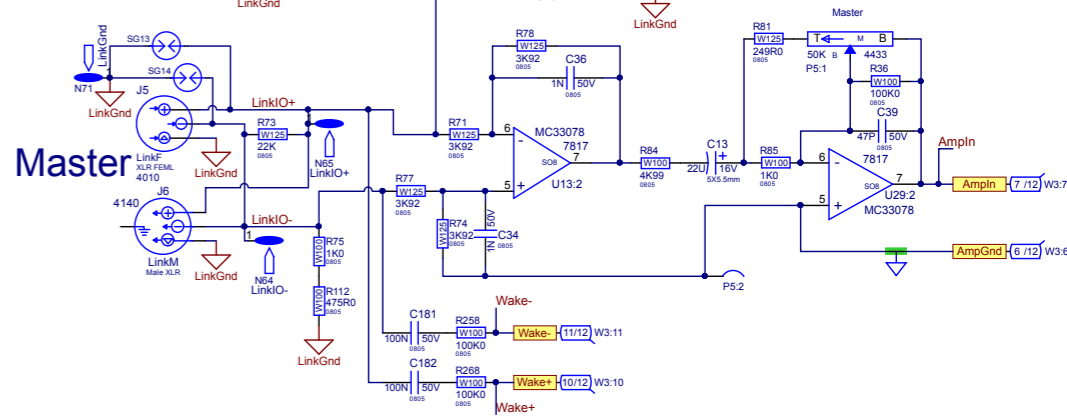 LinkGnd
LinkGnd
Master
LinkGnd
SG13
SG14
N71
1
LinkGnd
J5
LinkF
XLR FEML
4010
LinkGnd
Master
J6
4140
LinkM
Male XLR
LinkGnd
LinkIO+
R73
W125
22K
0805
1
N65
LinkIO+
LinkIO-
1
N64
LinkIO-
R75
W100
1K0
0805
R112
W100
475R0
0805
LinkGnd
R78
W125
3K92
0805
C36
1N 50V
0805
R71
W125
3K92
0805
R77
W125
3K92
0805
R74
W125
3K92
0805
50V
C34
1N
0805
6
-
5
+
7
MC33078
7817
SO8
U13:2
R84
W100
4K99
0805
C13
+
22U 16V
5X5.5mm
R81
W125
249R0
0805
Master
T M B
50K B 4433
P5:1
R36
W100
100K0
0805
C39
47P 50V
0805
R85
W100
1K0
0805
6
-
5
+
7
7817
SO8
U29:2
MC33078
AmpIn
AmpIn 7 /12 W3:7
AmpGnd 6 /12 W3:6
P5:2
C181
100N 50V
0805
R258
W100
100K0
0805
Wake-
Wake- 11/12 W3:11
C182
100N 50V
0805
R268
W100
100K0
0805
Wake+ 10/12 W3:10
Wake+